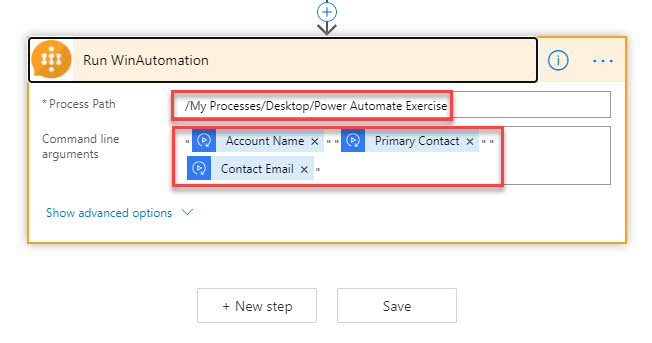 Run WinAutomation
* Process Path
/My Processes/Desktop/Power Automate Exercise
Command line
arguments
" Account Name × " " Primary Contact × " "
Contact Email × "
Show advanced options
+ New step
Save